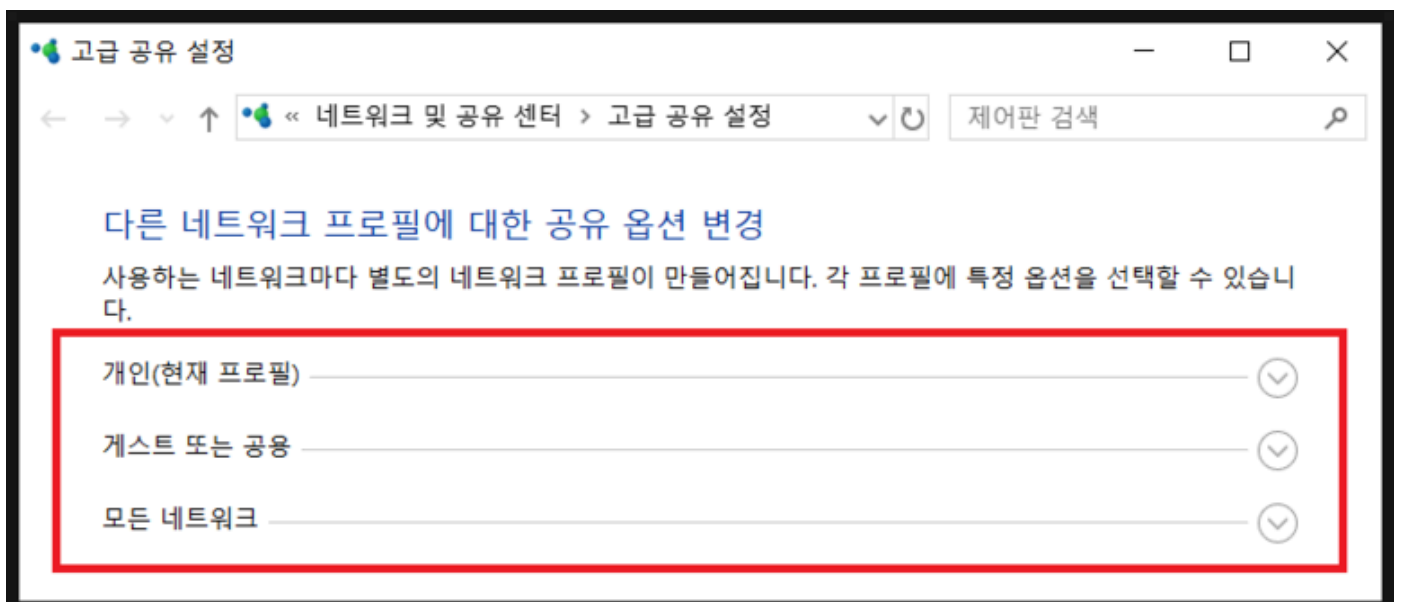 고급 공유 설정
« 네트워크 및 공유 센터 > 고급 공유 설정
제어판 검색
다른 네트워크 프로필에 대한 공유 옵션 변경
사용하는 네트워크마다 별도의 네트워크 프로필이 만들어집니다. 각 프로필에 특정 옵션을 선택할 수 있습니
다.
개인(현재 프로필)
게스트 또는 공용
모든 네트워크